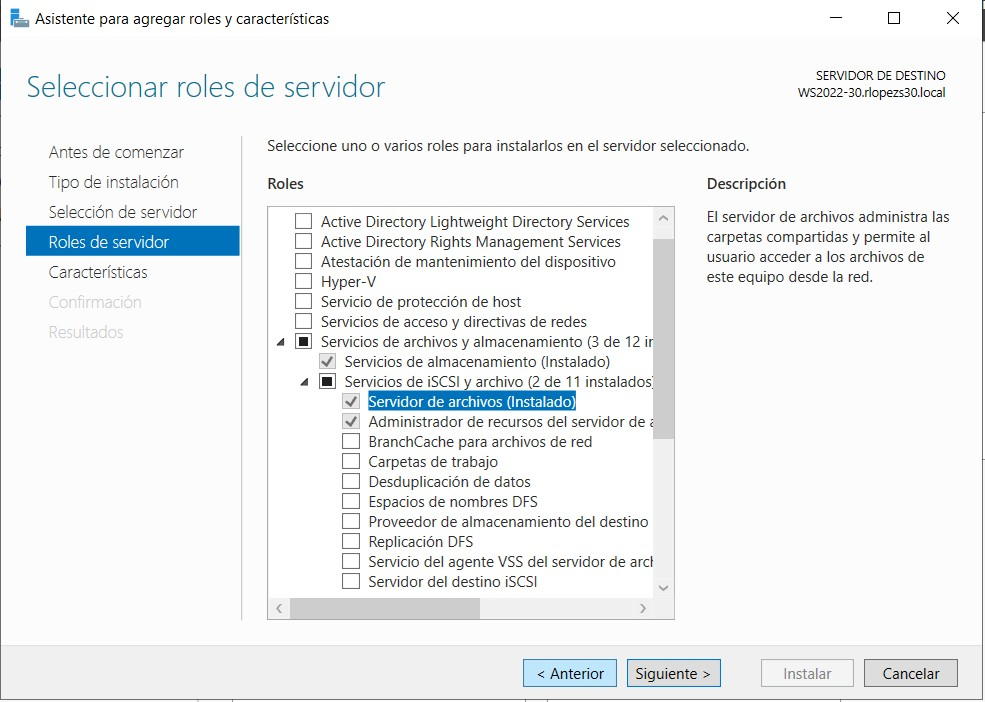 Asistente para agregar roles y características
Seleccionar roles de servidor
SERVIDOR DE DESTINO
WS2022-30.rlopezs30.local
Antes de comenzar
Tipo de instalación
Selección de servidor
Roles de servidor
Características
Confirmación
Resultados
Seleccione uno o varios roles para instalarlos en el servidor seleccionado.
Roles
Active Directory Lightweight Directory Services
Active Directory Rights Management Services
Atestación de mantenimiento del dispositivo
Hyper-V
Servicio de protección de host
Servicios de acceso y directivas de redes
Servicios de archivos y almacenamiento (3 de 12 in
Servicios de almacenamiento (Instalado)
Servicios de iSCSI y archivo (2 de 11 instalados)
Servidor de archivos (Instalado)
Administrador de recursos del servidor de a
BranchCache para archivos de red
Carpetas de trabajo
Desduplicación de datos
Espacios de nombres DFS
Proveedor de almacenamiento del destino
Replicación DFS
Servicio del agente VSS del servidor de arch
Servidor del destino iSCSI
Descripción
El servidor de archivos administra las
carpetas compartidas y permite al
usuario acceder a los archivos de
este equipo desde la red.
< Anterior
Siguiente >
Instalar
Cancelar